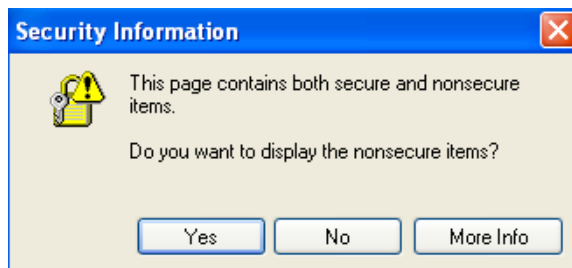 Security Information
This page contains both secure and nonsecure
items.
Do you want to display the nonsecure items?
Yes
No
More Info